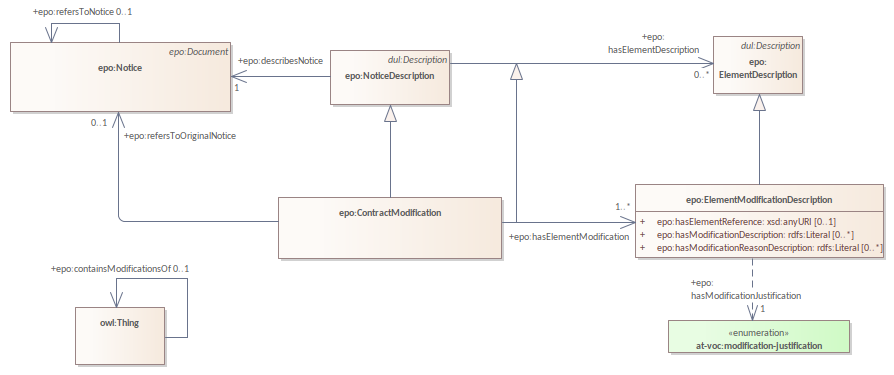 +epo:refersToNotice 0..1
epo:Document
epo:Notice
+epo:describesNotice
1
dul:Description
epo:NoticeDescription
+epo:
hasElementDescription
0..*
dul:Description
epo:
ElementDescription
0..1
+epo:refersToOriginalNotice
epo:ContractModification
1..*
+epo:hasElementModification
epo:ElementModificationDescription
+ epo:hasElementReference: xsd:anyURI [0..1]
+ epo:hasModificationDescription: rdfs:Literal [0..*]
+ epo:hasModificationReasonDescription: rdfs:Literal [0..*]
+epo:containsModificationsOf 0..1
owl:Thing
+epo:
hasModificationJustification
1
«enumeration»
at-voc:modification-justification